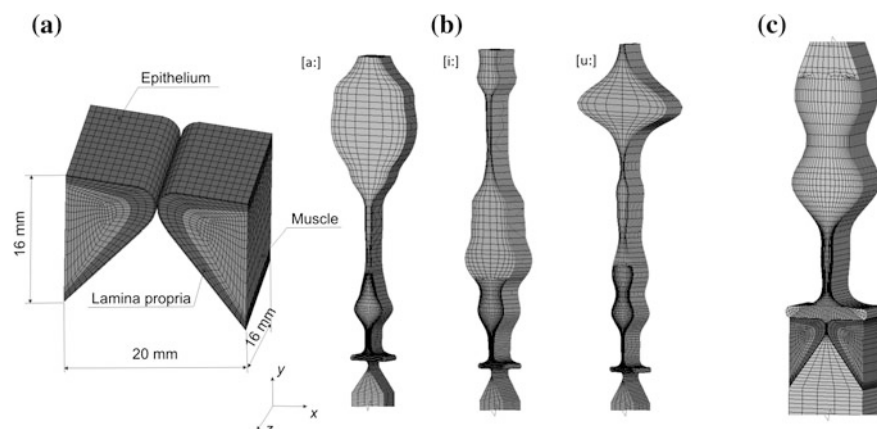 (a)
(b)
(c)
[a:]
[i:]
[u:]
Epithelium
Muscle
Lamina propria
16 mm
20 mm
16 mm
y
x
z